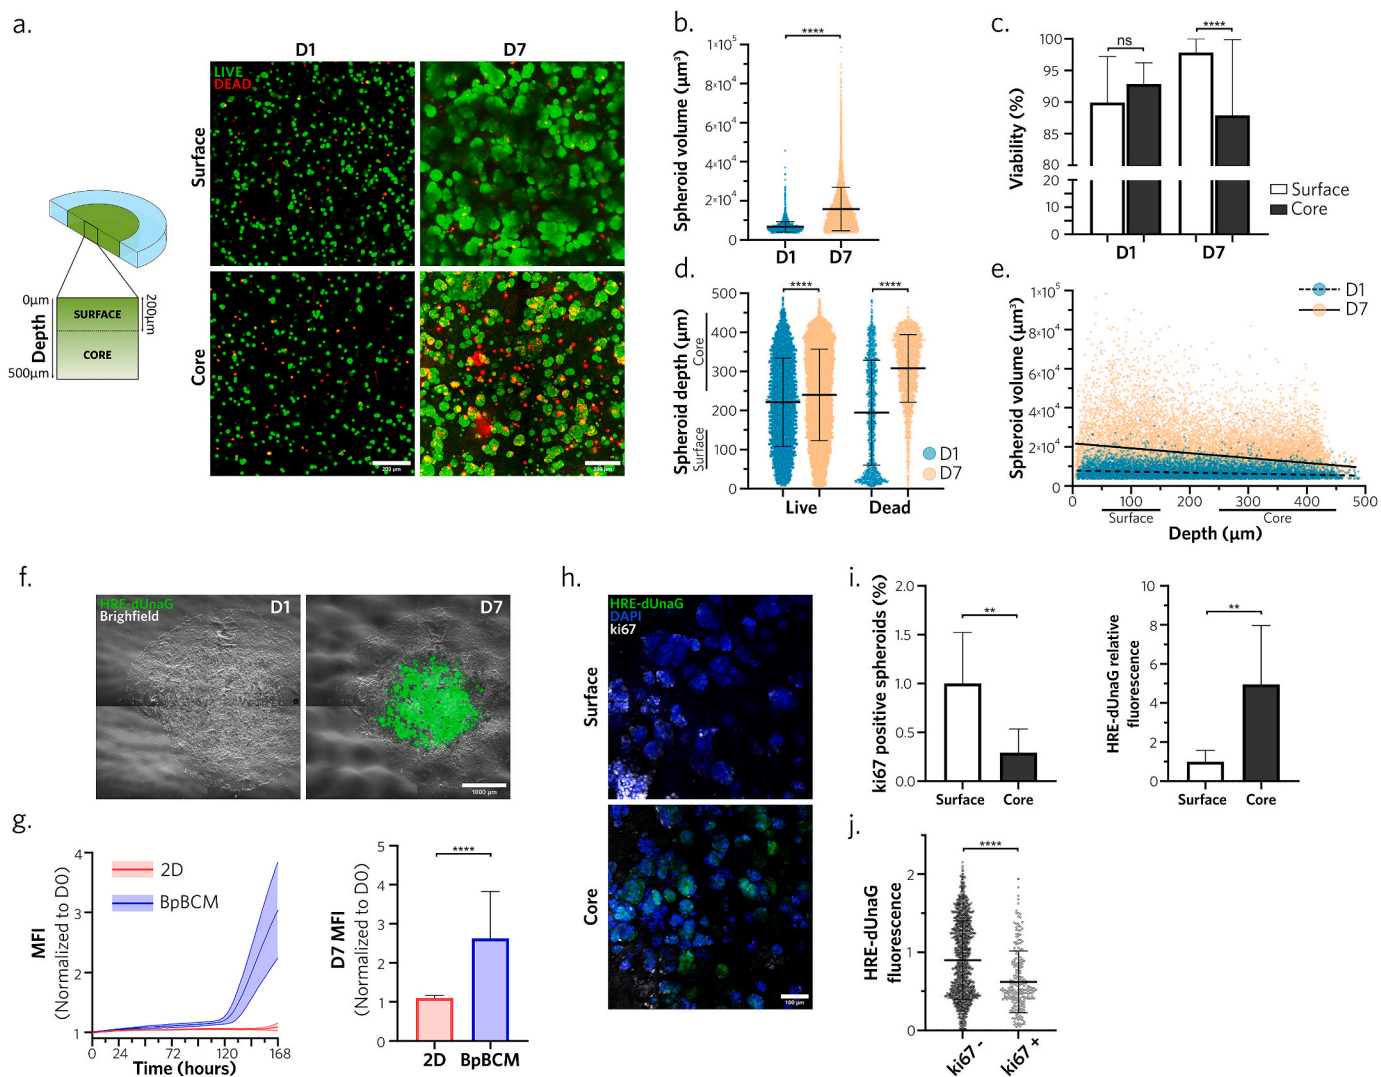 a.
D1
D7
LIVE
DEAD
Surface
Core
0µm
Depth
500µm
SURFACE
CORE
200µm
200 µm
200 µm
b.
****
Spheroid volume (µm³)
1×10⁵
8×10⁴
6×10⁴
4×10⁴
2×10⁴
0
D1
D7
c.
ns
****
Viability (%)
100
95
90
85
80
20
15
10
5
0
D1
D7
Surface
Core
d.
****
****
Spheroid depth (µm)
Surface
Core
500
400
300
200
100
0
D1
D7
Live
Dead
e.
Spheroid volume (µm³)
1×10⁵
8×10⁴
6×10⁴
4×10⁴
2×10⁴
0
D1
D7
0
100
200
300
400
500
Surface
Core
Depth (µm)
f.
HRE-dUnaG
Brighfield
D1
D7
1000 µm
g.
MFI
(Normalized to D0)
4
3
2
1
2D
BpBCM
0
24
72
120
168
Time (hours)
D7 MFI
(Normalized to D0)
5
4
3
2
1
0
****
2D
BpBCM
h.
HRE-dUnaG
DAPI
ki67
Surface
Core
100 µm
i.
ki67 positive spheroids (%)
2.0
1.5
1.0
0.5
0.0
**
Surface
Core
HRE-dUnaG relative
fluorescence
10
8
6
4
2
0
**
Surface
Core
j.
HRE-dUnaG
fluorescence
2
1
0
****
ki67 -
ki67 +